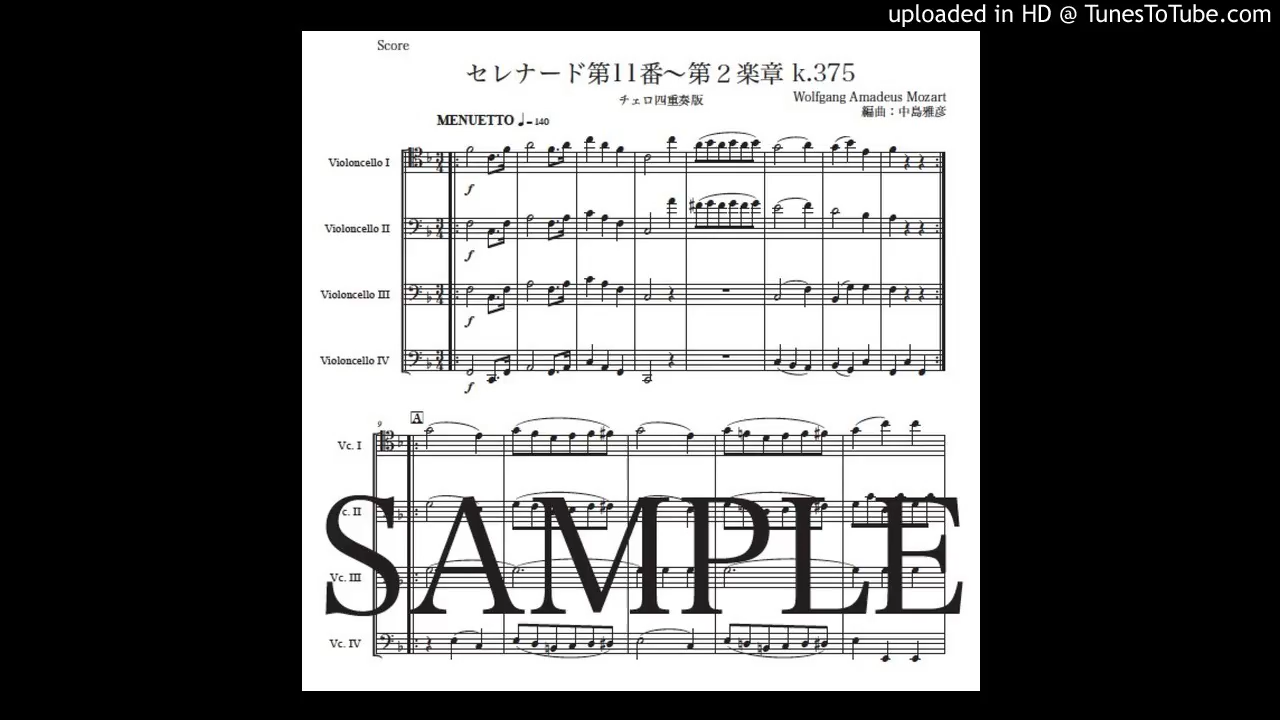 uploaded in HD @ TunesToTube.com
Score
セレナード第11番～第２楽章 k.375
チェロ四重奏版
Wolfgang Amadeus Mozart
編曲：中島雅彦
MENUETTO ♩=140
Violoncello I
f
Violoncello II
f
Violoncello III
f
Violoncello IV
f
9
A
Vc. I
Vc. II
Vc. III
Vc. IV
SAMPLE